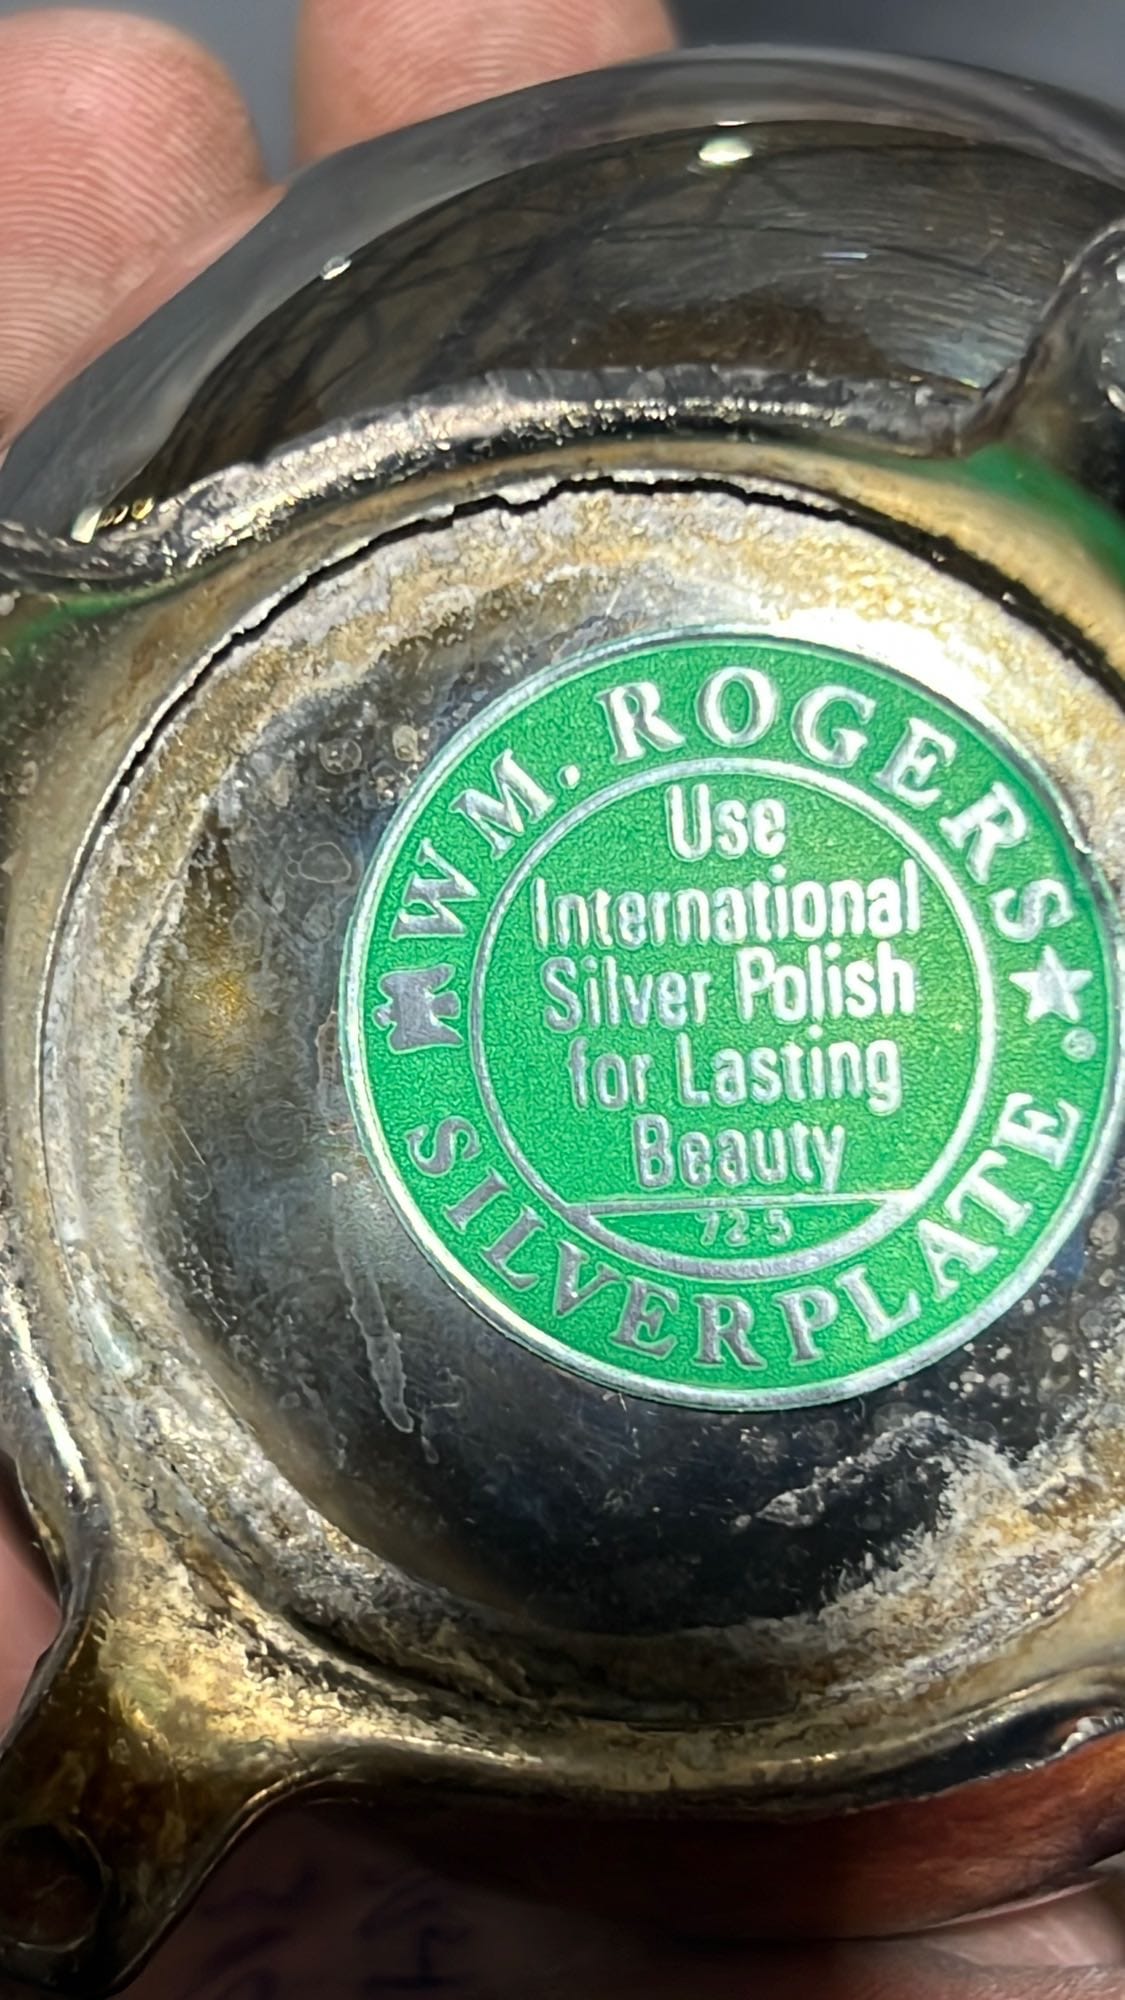 WM. ROGERS ★ ®
Use
International
Silver Polish
for Lasting
Beauty
72-5
SILVERPLATE